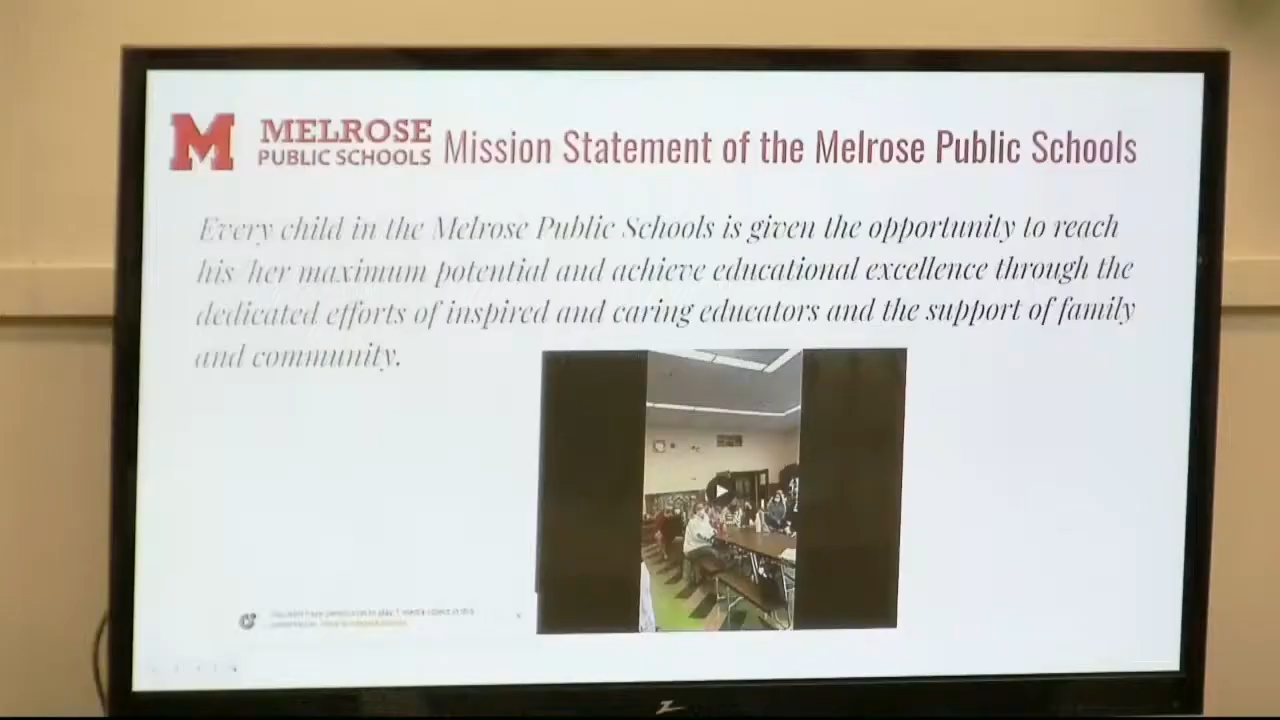 M MELROSE
PUBLIC SCHOOLS
Mission Statement of the Melrose Public Schools
Every child in the Melrose Public Schools is given the opportunity to reach
his her maximum potential and achieve educational excellence through the
dedicated efforts of inspired and caring educators and the support of family
and community.